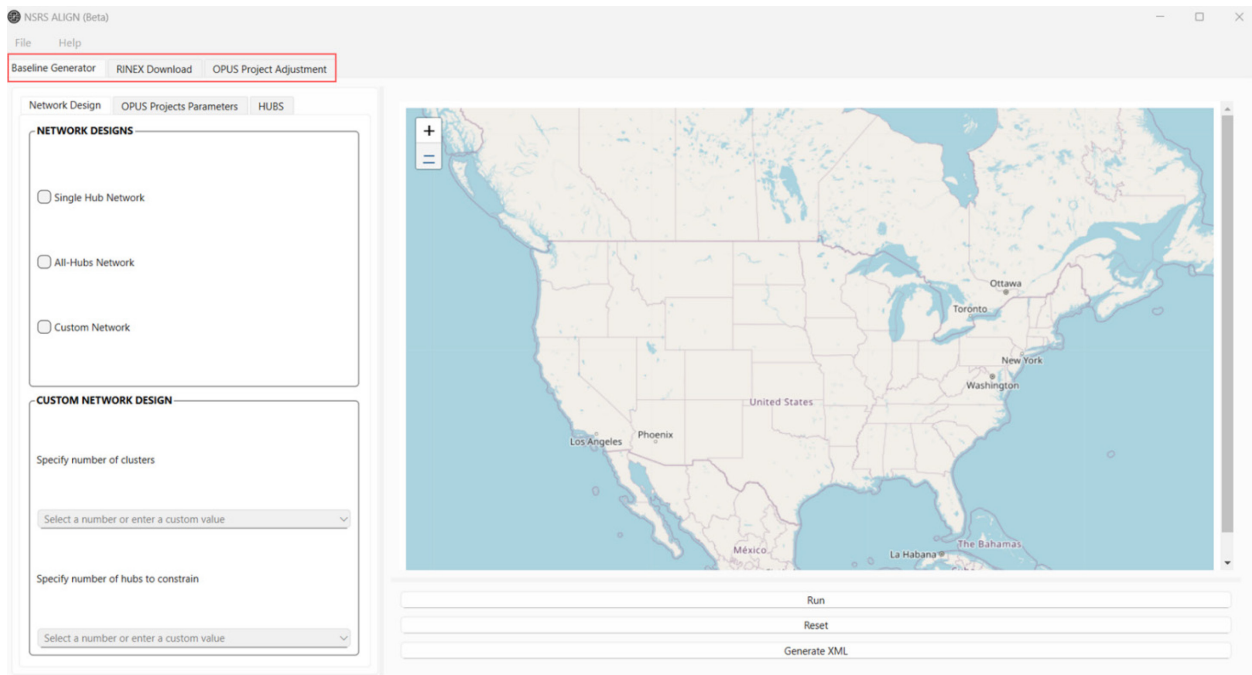 NSRS ALIGN (Beta)
File Help
Baseline Generator RINEX Download OPUS Project Adjustment
Network Design OPUS Projects Parameters HUBS
NETWORK DESIGNS
Single Hub Network
All-Hubs Network
Custom Network
CUSTOM NETWORK DESIGN
Specify number of clusters
Select a number or enter a custom value
Specify number of hubs to constrain
Select a number or enter a custom value
+
Ottawa
Toronto
New York
Washington
United States
Phoenix
Los Angeles
México
La Habana
The Bahamas
Run
Reset
Generate XML